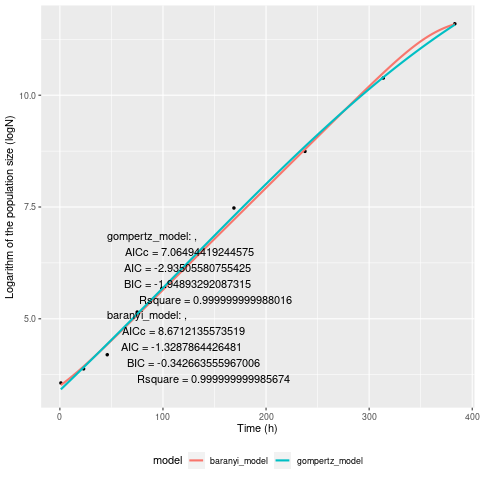 Logarithm of the population size (logN)
10.0
7.5
5.0
gompertz_model: ,
AICc = 7.06494419244575
AIC = -2.93505580755425
BIC = -1.94893292087315
Rsquare = 0.999999999988016
baranyi_model: ,
AICc = 8.6712135573519
AIC = -1.3287864426481
BIC = -0.342663555967006
Rsquare = 0.999999999985674
0 100 200 300 400
Time (h)
model baranyi_model gompertz_model